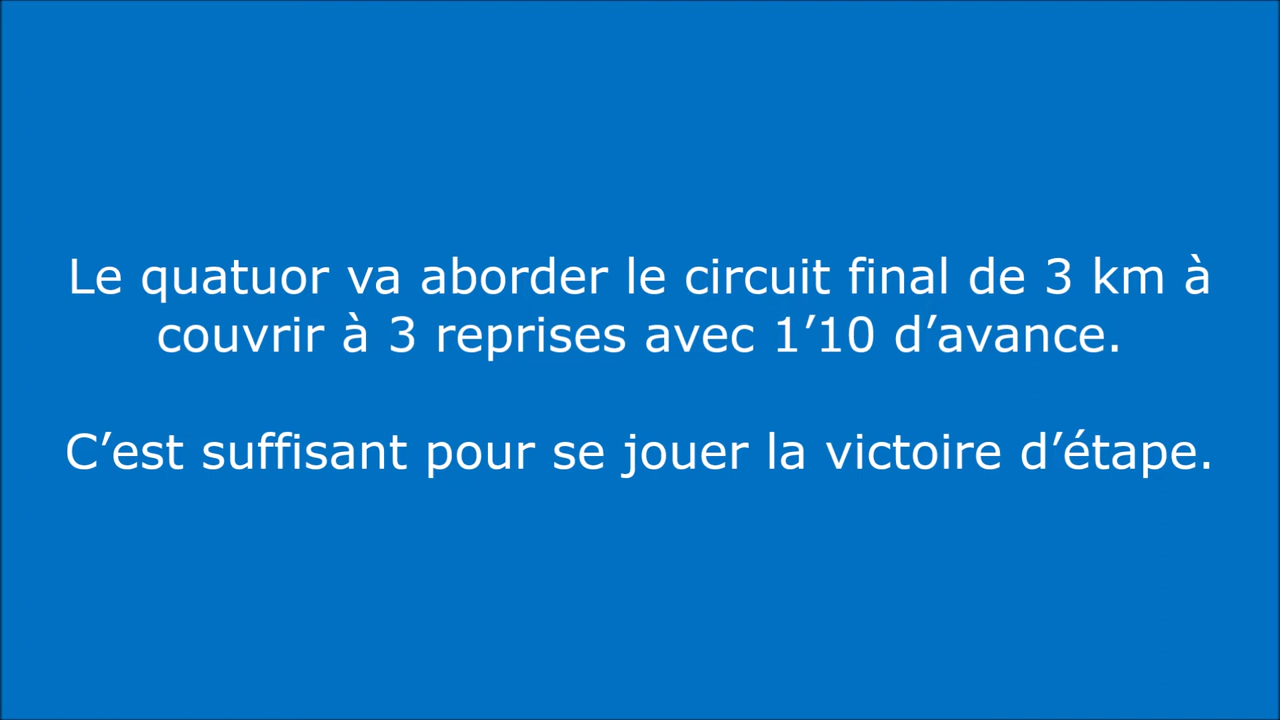 Le quatuor va aborder le circuit final de 3 km à
couvrir à 3 reprises avec 1’10 d’avance.
C’est suffisant pour se jouer la victoire d’étape.